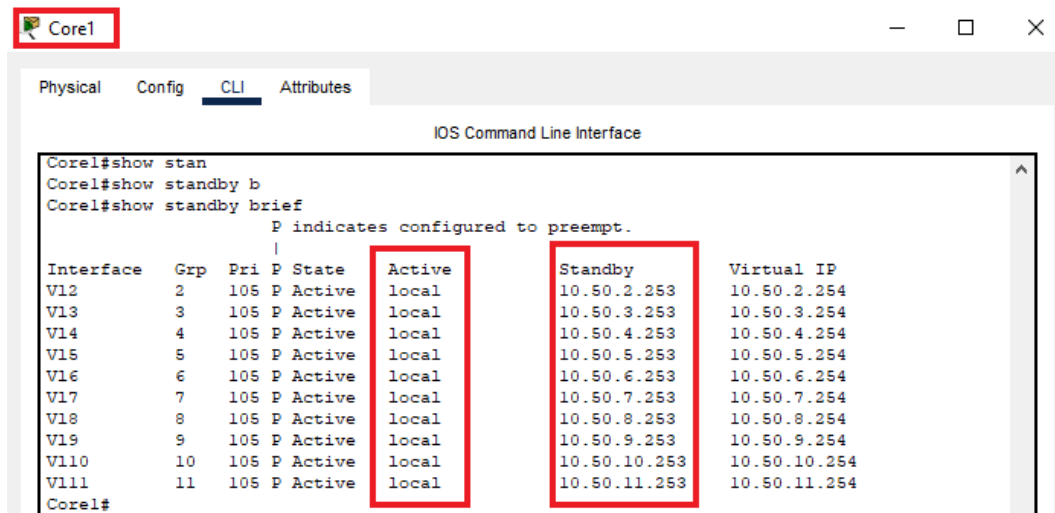 Core1
Physical Config CLI Attributes
IOS Command Line Interface
Core1#show stan
Core1#show standby b
Core1#show standby brief
P indicates configured to preempt.
|
Interface Grp Pri P State Active Standby Virtual IP
Vl2 2 105 P Active local 10.50.2.253 10.50.2.254
Vl3 3 105 P Active local 10.50.3.253 10.50.3.254
Vl4 4 105 P Active local 10.50.4.253 10.50.4.254
Vl5 5 105 P Active local 10.50.5.253 10.50.5.254
Vl6 6 105 P Active local 10.50.6.253 10.50.6.254
Vl7 7 105 P Active local 10.50.7.253 10.50.7.254
Vl8 8 105 P Active local 10.50.8.253 10.50.8.254
Vl9 9 105 P Active local 10.50.9.253 10.50.9.254
Vl10 10 105 P Active local 10.50.10.253 10.50.10.254
Vl11 11 105 P Active local 10.50.11.253 10.50.11.254
Core1#